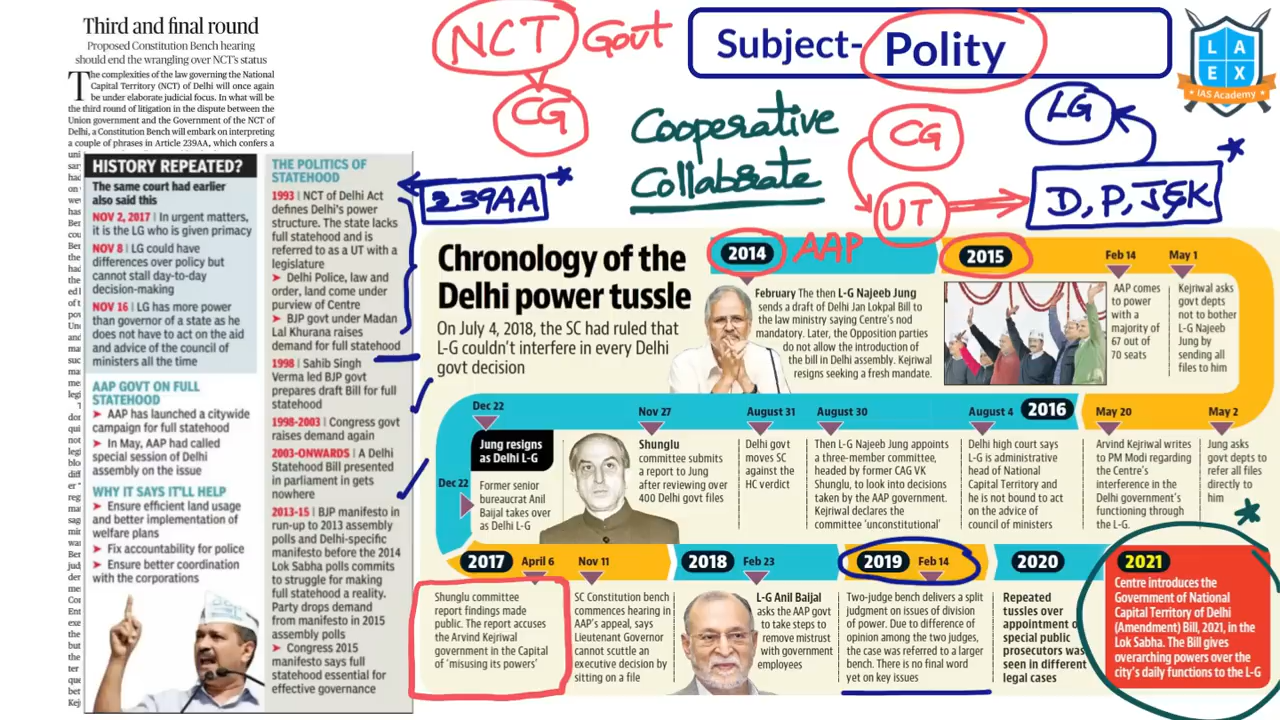 Third and final round
Proposed Constitution Bench hearing
should end the wrangling over NCT's status
The complexities of the law governing the National
Capital Territory (NCT) of Delhi will once again
be under elaborate judicial focus. In what will be
the third round of litigation in the dispute between the
Union government and the Government of the NCT of
Delhi, a Constitution Bench will embark on interpreting
a couple of phrases in Article 239AA, which confers a
NCT Govt
CG
Subject- Polity
L A
E X
IAS Academy
Cooperative
Collaborate
CG
UT
LG
D, P, J&K
239AA
HISTORY REPEATED?
The same court had earlier
also said this
NOV 2, 2017 | In urgent matters,
it is the LG who is given primacy
NOV 8 | LG could have
differences over policy but
cannot stall day-to-day
decision-making
NOV 16 | LG has more power
than governor of a state as he
does not have to act on the aid
and advice of the council of
ministers all the time
AAP GOVT ON FULL
STATEHOOD
➤ AAP has launched a citywide
campaign for full statehood
➤ In May, AAP had called
special session of Delhi
assembly on the issue
WHY IT SAYS IT'LL HELP
➤ Ensure efficient land usage
and better implementation of
welfare plans
➤ Fix accountability for police
➤ Ensure better coordination
with the corporations
THE POLITICS OF
STATEHOOD
1993 | NCT of Delhi Act
defines Delhi's power
structure. The state lacks
full statehood and is
referred to as a UT with a
legislature
➤ Delhi Police, law and
order, land come under
purview of Centre
➤ BJP govt under Madan
Lal Khurana raises
demand for full statehood
1998 | Sahib Singh
Verma led BJP govt
prepares draft Bill for full
statehood
1998-2003 | Congress govt
raises demand again
2003-ONWARDS | A Delhi
Statehood Bill presented
in parliament in gets
nowhere
2013-15 | BJP manifesto in
run-up to 2013 assembly
polls and Delhi-specific
manifesto before the 2014
Lok Sabha polls commits
to struggle for making
full statehood a reality.
Party drops demand
from manifesto in 2015
assembly polls
➤ Congress 2015
manifesto says full
statehood essential for
effective governance
Chronology of the
Delhi power tussle
On July 4, 2018, the SC had ruled that
L-G couldn't interfere in every Delhi
govt decision
2014 AAP
February The then L-G Najeeb Jung
sends a draft of Delhi Jan Lokpal Bill to
the law ministry saying Centre's nod
mandatory. Later, the Opposition parties
do not allow the introduction of
the bill in Delhi assembly. Kejriwal
resigns seeking a fresh mandate.
2015
Feb 14
AAP comes
to power
with a
majority of
67 out of
70 seats
May 1
Kejriwal asks
govt depts
not to bother
L-G Najeeb
Jung by
sending all
files to him
May 2
Jung asks
govt depts to
refer all files
directly to
him
May 20
Arvind Kejriwal writes
to PM Modi regarding
the Centre's
interference in the
Delhi government's
functioning through
the L-G.
2016
August 4
Delhi high court says
L-G is administrative
head of National
Capital Territory and
he is not bound to act
on the advice of
council of ministers
August 30
Then L-G Najeeb Jung appoints
a three-member committee,
headed by former CAG VK
Shunglu, to look into decisions
taken by the AAP government.
Kejriwal declares the
committee 'unconstitutional'
August 31
Delhi govt
moves SC
against the
HC verdict
Nov 27
Shunglu
committee submits
a report to Jung
after reviewing over
400 Delhi govt files
Dec 22
Jung resigns
as Delhi L-G
Dec 22
Former senior
bureaucrat Anil
Baijal takes over
as Delhi L-G
2017
April 6
Shunglu committee
report findings made
public. The report accuses
the Arvind Kejriwal
government in the Capital
of 'misusing its powers'
Nov 11
SC Constitution bench
commences hearing in
AAP's appeal, says
Lieutenant Governor
cannot scuttle an
executive decision by
sitting on a file
2018
Feb 23
L-G Anil Baijal
asks the AAP govt
to take steps to
remove mistrust
with government
employees
2019
Feb 14
Two-judge bench delivers a split
judgment on issues of division
of power. Due to difference of
opinion among the two judges,
the case was referred to a larger
bench. There is no final word
yet on key issues
2020
Repeated
tussles over
appointment o
special public
prosecutors was
seen in different
legal cases
2021
Centre introduces the
Government of National
Capital Territory of Delhi
(Amendment) Bill, 2021, in
the Lok Sabha. The Bill gives
overarching powers over the
city's daily functions to the L-G